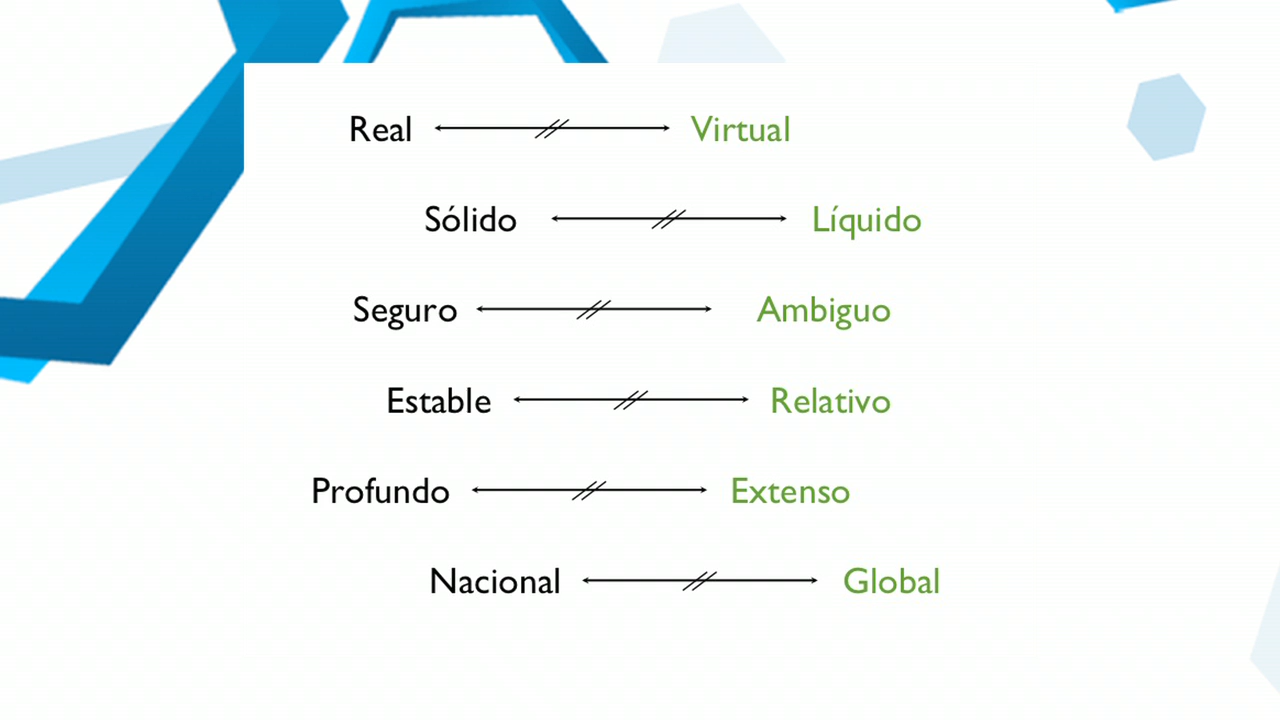 Real Virtual
Sólido Líquido
Seguro Ambiguo
Estable Relativo
Profundo Extenso
Nacional Global